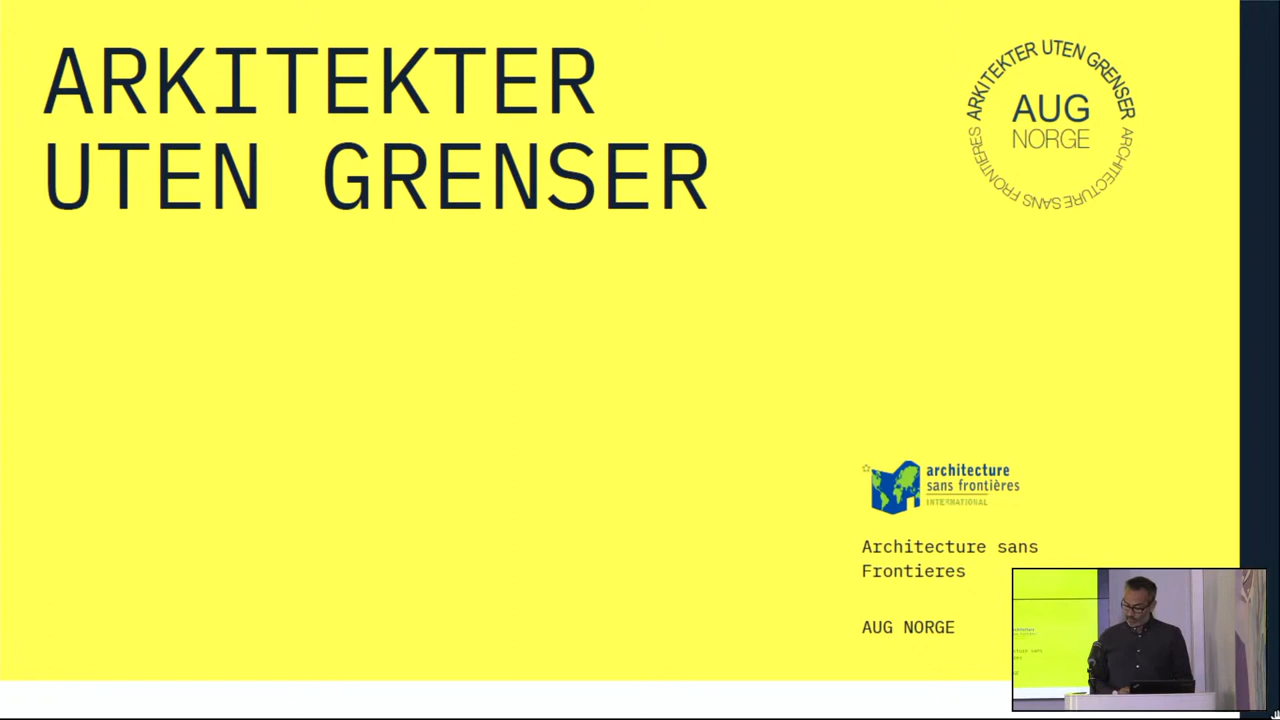 ARKITEKTER
UTEN GRENSER
ARKITEKTER UTEN GRENSER
AUG
NORGE
ARCHITECTURE SANS FRONTIERES
architecture
sans frontières
INTERNATIONAL
Architecture sans
Frontieres
AUG NORGE